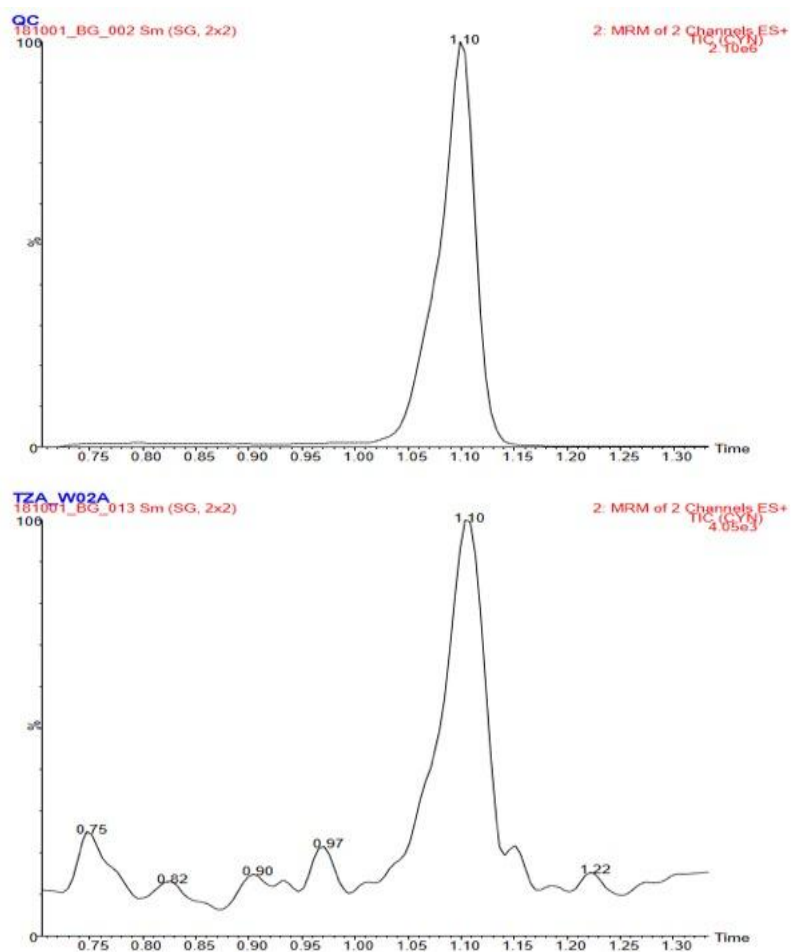 QC
181001_BG_002 Sm (SG, 2x2)
2: MRM of 2 Channels ES+
TIC (CYN)
2.10e6
100
1.10
%
0
0.75 0.80 0.85 0.90 0.95 1.00 1.05 1.10 1.15 1.20 1.25 1.30 Time
TZA_W02A
181001_BG_013 Sm (SG, 2x2)
2: MRM of 2 Channels ES+
TIC (CYN)
4.05e3
100
1.10
%
0.75
0.82
0.90
0.97
1.22
0
0.75 0.80 0.85 0.90 0.95 1.00 1.05 1.10 1.15 1.20 1.25 1.30 Time